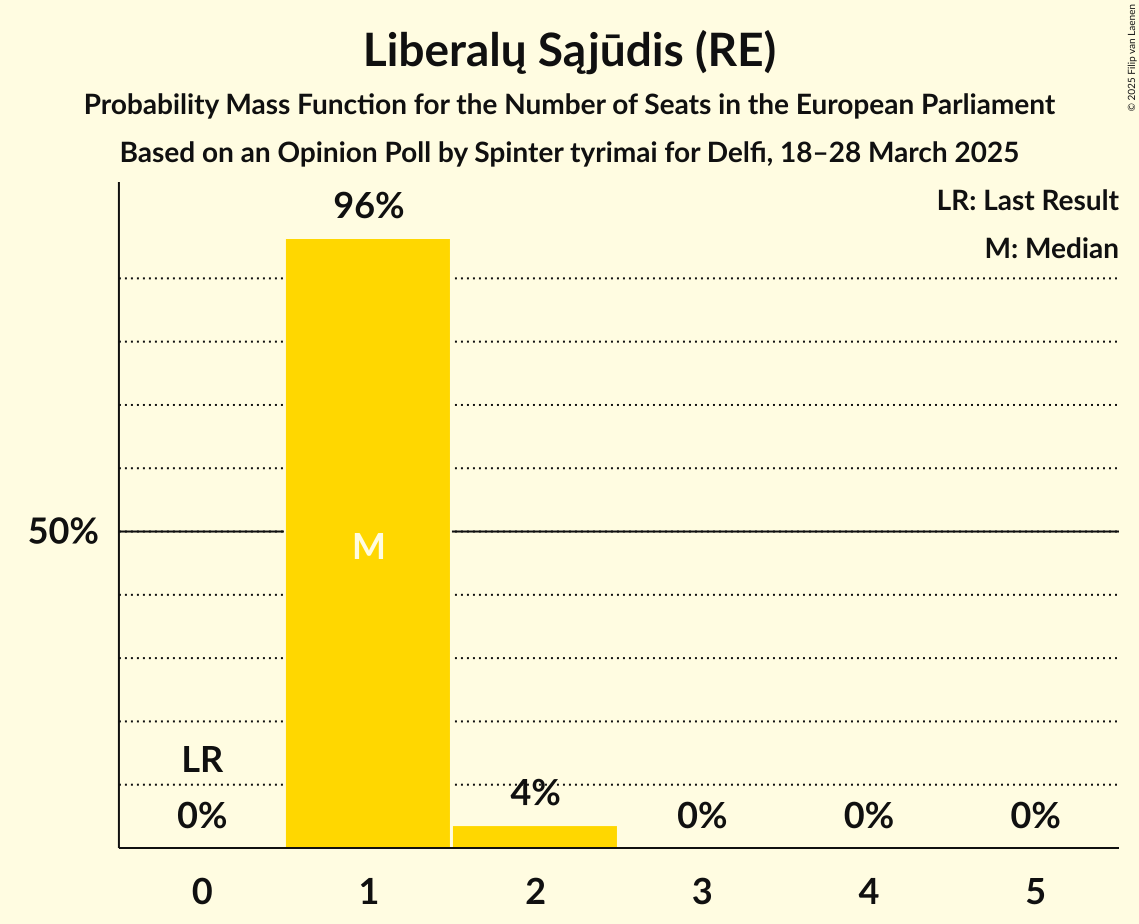 Liberalų Sąjūdis (RE)
Probability Mass Function for the Number of Seats in the European Parliament
Based on an Opinion Poll by Spinter tyrimai for Delfi, 18–28 March 2025
© 2025 Filip van Laenen
LR: Last Result
M: Median
96%
50%
M
LR
0%
4%
0%
0%
0%
0
1
2
3
4
5